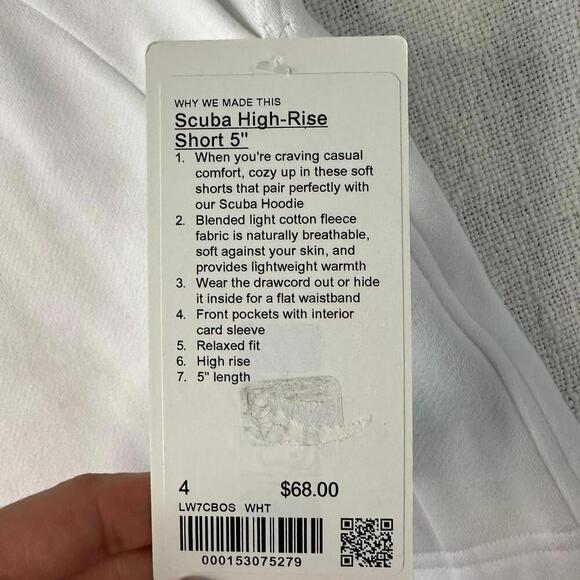 WHY WE MADE THIS
Scuba High-Rise
Short 5"
1. When you're craving casual
comfort, cozy up in these soft
shorts that pair perfectly with
our Scuba Hoodie
2. Blended light cotton fleece
fabric is naturally breathable,
soft against your skin, and
provides lightweight warmth
3. Wear the drawcord out or hide
it inside for a flat waistband
4. Front pockets with interior
card sleeve
5. Relaxed fit
6. High rise
7. 5" length
4 $68.00
LW7CBOS WHT
000153075279